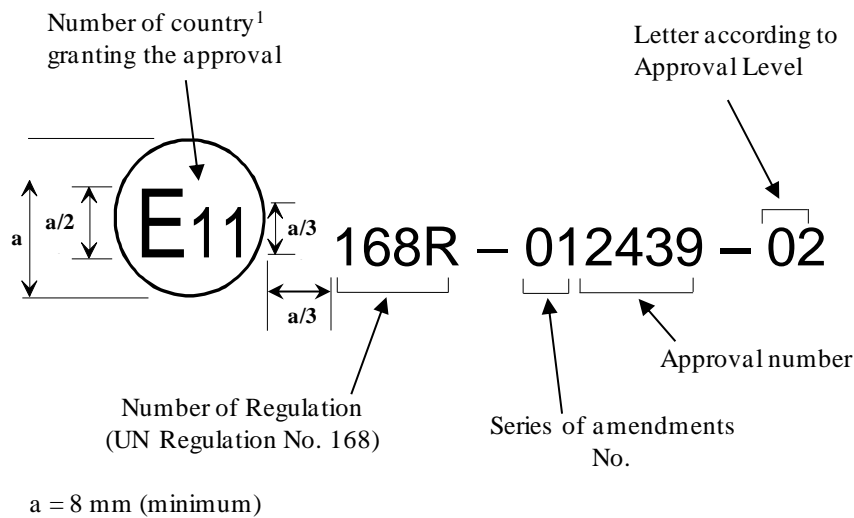 Number of country1
granting the approval
Letter according to
Approval Level
a
a/2
E11
a/3
168R – 012439 – 02
a/3
Approval number
Number of Regulation
(UN Regulation No. 168)
Series of amendments
No.
a = 8 mm (minimum)